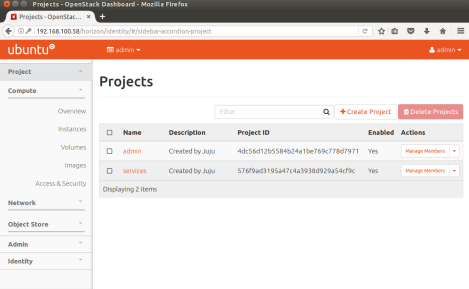 Projects - OpenStack Dashboard - Mozilla Firefox
Projects - OpenStac...
192.168.100.58/horizon/identity/#/sidebar-accordion-project
ubuntu
admin
admin
Project
Compute
Overview
Instances
Volumes
Images
Access & Security
Network
Object Store
Admin
Identity
Projects
Filter
Create Project
Delete Projects
Name Description Project ID Enabled Actions
admin Created by Juju 4dc56d12b5584b24a1be769c778d7971 Yes Manage Members
services Created by Juju 576f9ad3195a47c4a3938d929a54cf9c Yes Manage Members
Displaying 2 items